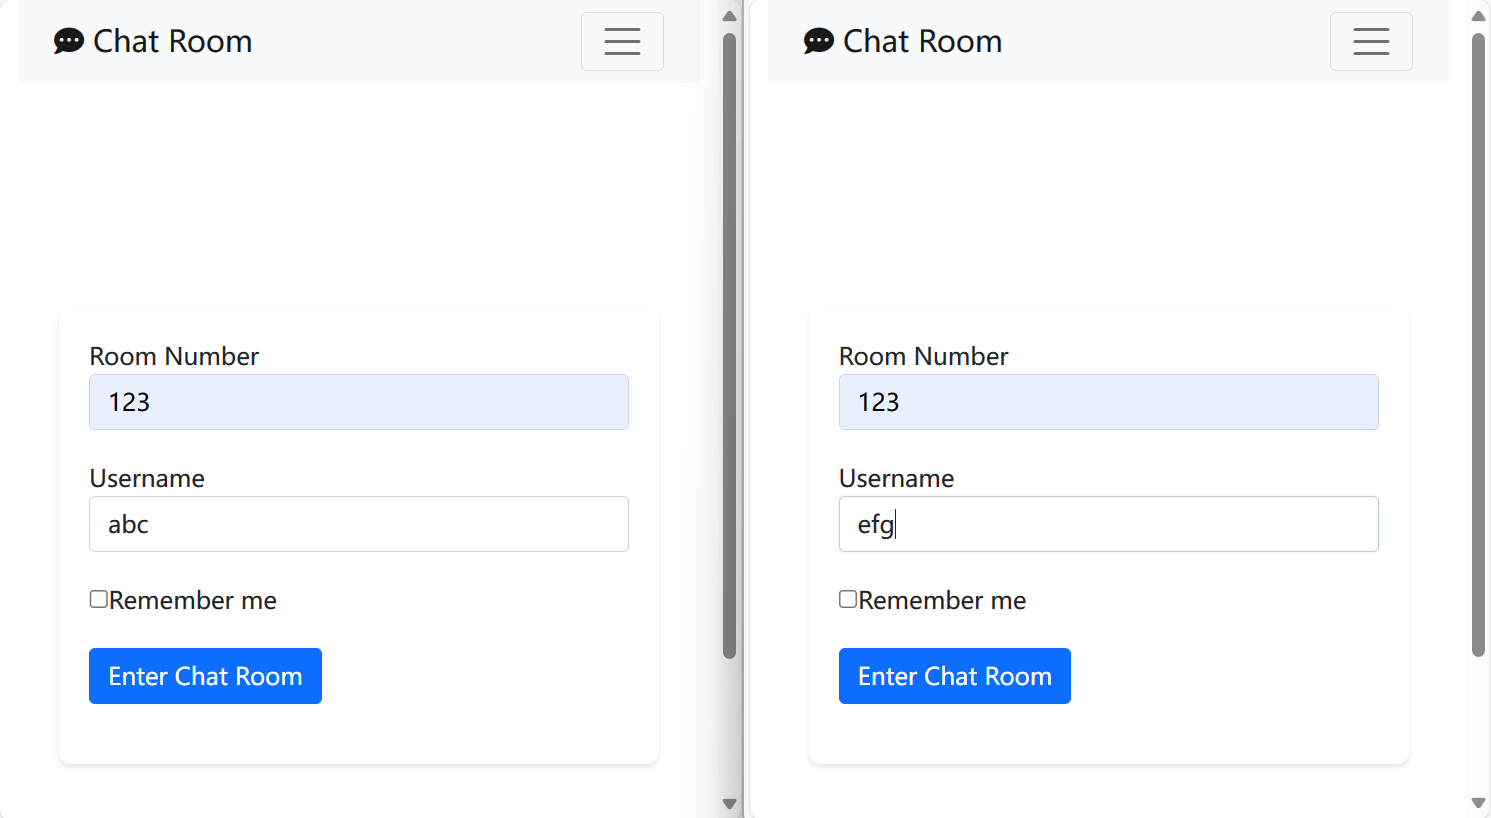 Chat Room
Room Number
123
Username
abc
Remember me
Enter Chat Room
Chat Room
Room Number
123
Username
efg
Remember me
Enter Chat Room